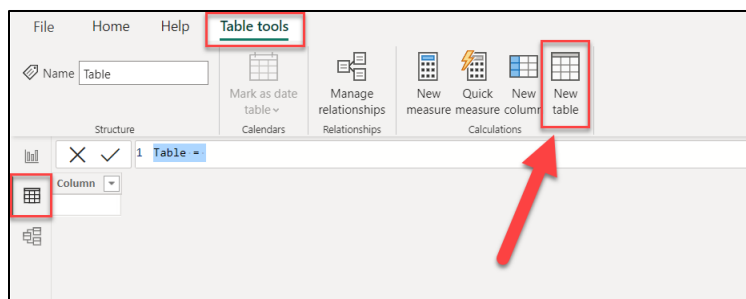 File Home Help Table tools
Name Table
Mark as date
table
Manage
relationships
New
measure
Quick
measure
New
column
New
table
Structure Calendars Relationships Calculations
1 Table =
Column